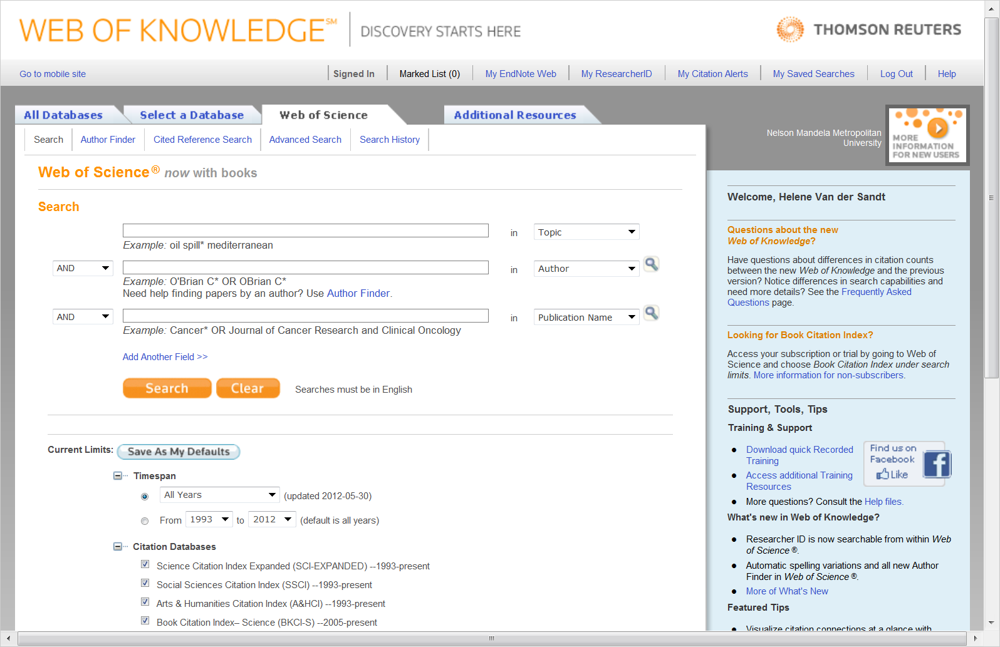 WEB OF KNOWLEDGE℠ DISCOVERY STARTS HERE
THOMSON REUTERS
Go to mobile site
Signed In Marked List (0) My EndNote Web My ResearcherID My Citation Alerts My Saved Searches Log Out Help
All Databases Select a Database Web of Science Additional Resources
Search Author Finder Cited Reference Search Advanced Search Search History
Nelson Mandela Metropolitan
University
MORE
INFORMATION
FOR NEW USERS
Web of Science® now with books
Search
in Topic
Example: oil spill* mediterranean
AND in Author
Example: O'Brian C* OR OBrian C*
Need help finding papers by an author? Use Author Finder.
AND in Publication Name
Example: Cancer* OR Journal of Cancer Research and Clinical Oncology
Add Another Field >>
Search Clear Searches must be in English
Current Limits: Save As My Defaults
Timespan
All Years (updated 2012-05-30)
From 1993 to 2012 (default is all years)
Citation Databases
Science Citation Index Expanded (SCI-EXPANDED) --1993-present
Social Sciences Citation Index (SSCI) --1993-present
Arts & Humanities Citation Index (A&HCI) --1993-present
Book Citation Index– Science (BKCI-S) --2005-present
Welcome, Helene Van der Sandt
Questions about the new
Web of Knowledge?
Have questions about differences in citation counts
between the new Web of Knowledge and the previous
version? Notice differences in search capabilities and
need more details? See the Frequently Asked
Questions page.
Looking for Book Citation Index?
Access your subscription or trial by going to Web of
Science and choose Book Citation Index under search
limits. More information for non-subscribers.
Support, Tools, Tips
Training & Support
Download quick Recorded
Training
Access additional Training
Resources
More questions? Consult the Help files.
Find us on
Facebook
Like
f
What's new in Web of Knowledge?
Researcher ID is now searchable from within Web
of Science ®.
Automatic spelling variations and all new Author
Finder in Web of Science ®.
More of What's New
Featured Tips
Visualize citation connections at a glance with